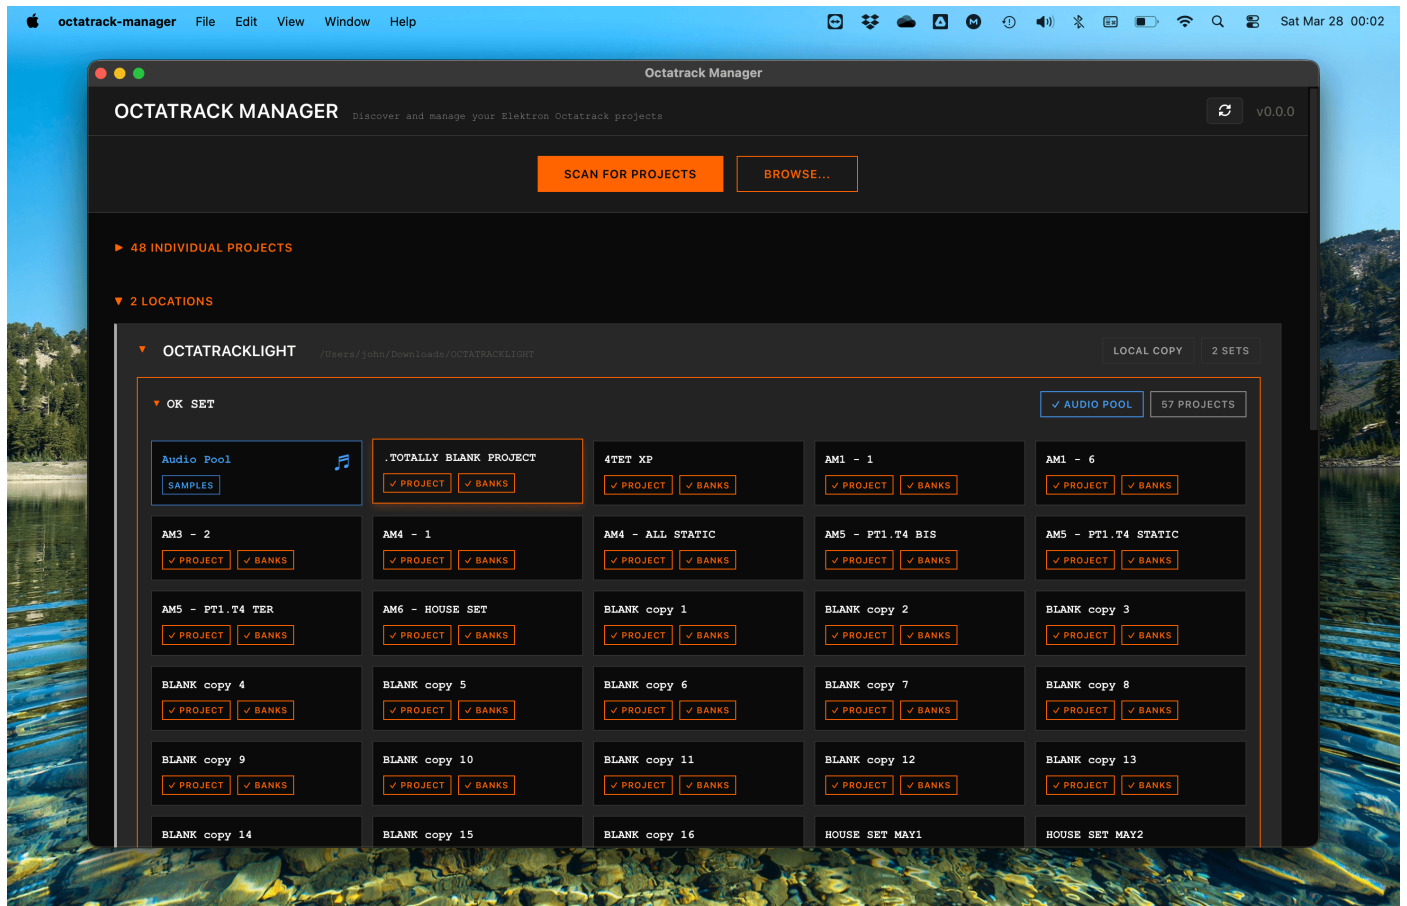 octatrack-manager File Edit View Window Help Sat Mar 28 00:02
Octatrack Manager
OCTATRACK MANAGER Discover and manage your Elektron Octatrack projects v0.0.0
SCAN FOR PROJECTS BROWSE...
▶ 48 INDIVIDUAL PROJECTS
▼ 2 LOCATIONS
▼ OCTATRACKLIGHT /Users/john/Downloads/OCTATRACKLIGHT LOCAL COPY 2 SETS
▼ OK SET ✓ AUDIO POOL 57 PROJECTS
Audio Pool .TOTALLY BLANK PROJECT 4TET XP AM1 - 1 AM1 - 6
SAMPLES ✓ PROJECT ✓ BANKS ✓ PROJECT ✓ BANKS ✓ PROJECT ✓ BANKS ✓ PROJECT ✓ BANKS
AM3 - 2 AM4 - 1 AM4 - ALL STATIC AM5 - PT1.T4 BIS AM5 - PT1.T4 STATIC
✓ PROJECT ✓ BANKS ✓ PROJECT ✓ BANKS ✓ PROJECT ✓ BANKS ✓ PROJECT ✓ BANKS ✓ PROJECT ✓ BANKS
AM5 - PT1.T4 TER AM6 - HOUSE SET BLANK copy 1 BLANK copy 2 BLANK copy 3
✓ PROJECT ✓ BANKS ✓ PROJECT ✓ BANKS ✓ PROJECT ✓ BANKS ✓ PROJECT ✓ BANKS ✓ PROJECT ✓ BANKS
BLANK copy 4 BLANK copy 5 BLANK copy 6 BLANK copy 7 BLANK copy 8
✓ PROJECT ✓ BANKS ✓ PROJECT ✓ BANKS ✓ PROJECT ✓ BANKS ✓ PROJECT ✓ BANKS ✓ PROJECT ✓ BANKS
BLANK copy 9 BLANK copy 10 BLANK copy 11 BLANK copy 12 BLANK copy 13
✓ PROJECT ✓ BANKS ✓ PROJECT ✓ BANKS ✓ PROJECT ✓ BANKS ✓ PROJECT ✓ BANKS ✓ PROJECT ✓ BANKS
BLANK copy 14 BLANK copy 15 BLANK copy 16 HOUSE SET MAY1 HOUSE SET MAY2